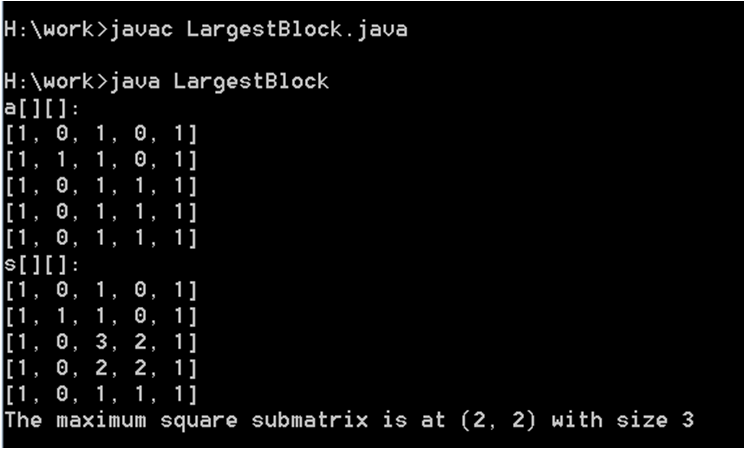 H:\work>javac LargestBlock.java
H:\work>java LargestBlock
a[][]:
[1, 0, 1, 0, 1]
[1, 1, 1, 0, 1]
[1, 0, 1, 1, 1]
[1, 0, 1, 1, 1]
[1, 0, 1, 1, 1]
s[][]:
[1, 0, 1, 0, 1]
[1, 1, 1, 0, 1]
[1, 0, 3, 2, 1]
[1, 0, 2, 2, 1]
[1, 0, 1, 1, 1]
The maximum square submatrix is at (2, 2) with size 3